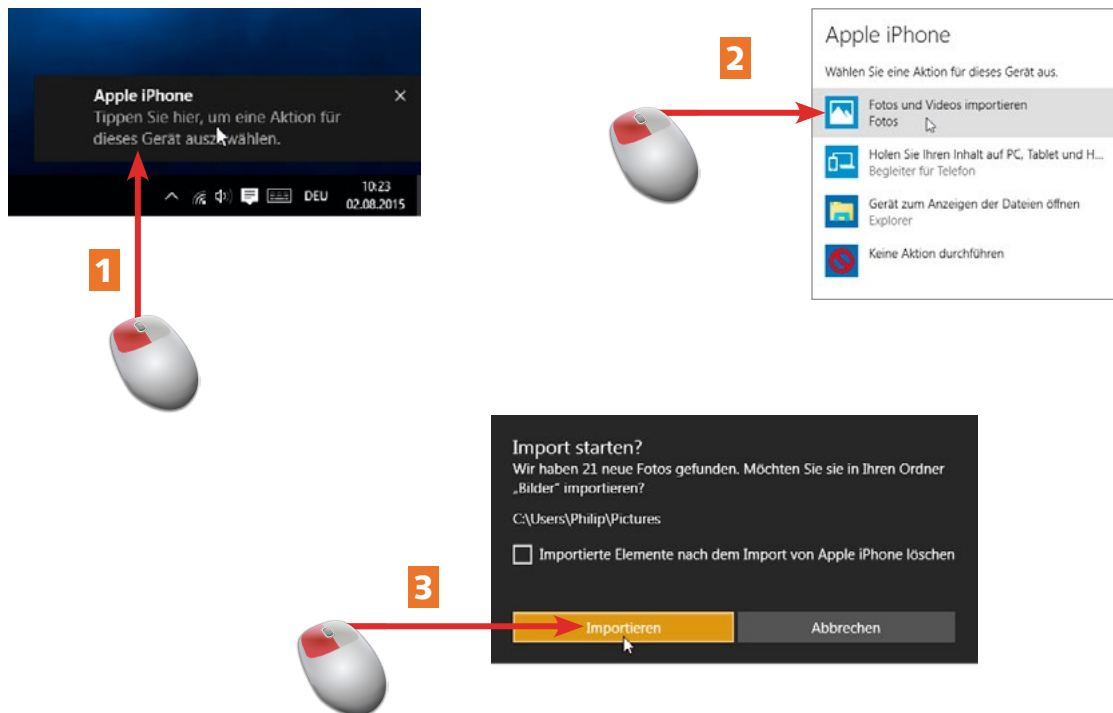 1
Apple iPhone
Tippen Sie hier, um eine Aktion für
dieses Gerät auszuwählen.
DEU
10:23
02.08.2015
2
Apple iPhone
Wählen Sie eine Aktion für dieses Gerät aus.
Fotos und Videos importieren
Fotos
Holen Sie Ihren Inhalt auf PC, Tablet und H...
Begleiter für Telefon
Gerät zum Anzeigen der Dateien öffnen
Explorer
Keine Aktion durchführen
3
Import starten?
Wir haben 21 neue Fotos gefunden. Möchten Sie sie in Ihren Ordner
„Bilder“ importieren?
C:\Users\Philip\Pictures
Importierte Elemente nach dem Import von Apple iPhone löschen
Importieren
Abbrechen